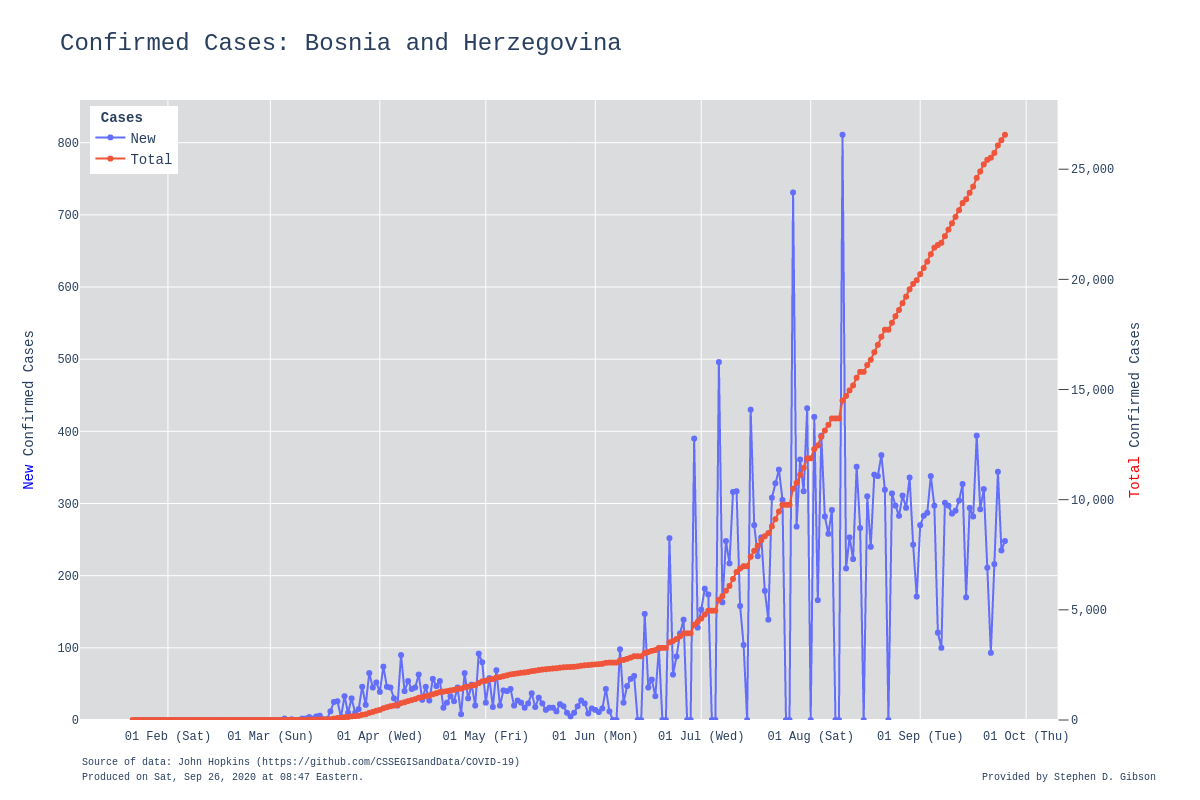 Confirmed Cases: Bosnia and Herzegovina
Cases
New
Total
800
700
600
500
400
300
200
100
0
New Confirmed Cases
25,000
20,000
15,000
10,000
5,000
0
Total Confirmed Cases
01 Feb (Sat) 01 Mar (Sun) 01 Apr (Wed) 01 May (Fri) 01 Jun (Mon) 01 Jul (Wed) 01 Aug (Sat) 01 Sep (Tue) 01 Oct (Thu)
Source of data: John Hopkins (https://github.com/CSSEGISandData/COVID-19)
Produced on Sat, Sep 26, 2020 at 08:47 Eastern.
Provided by Stephen D. Gibson